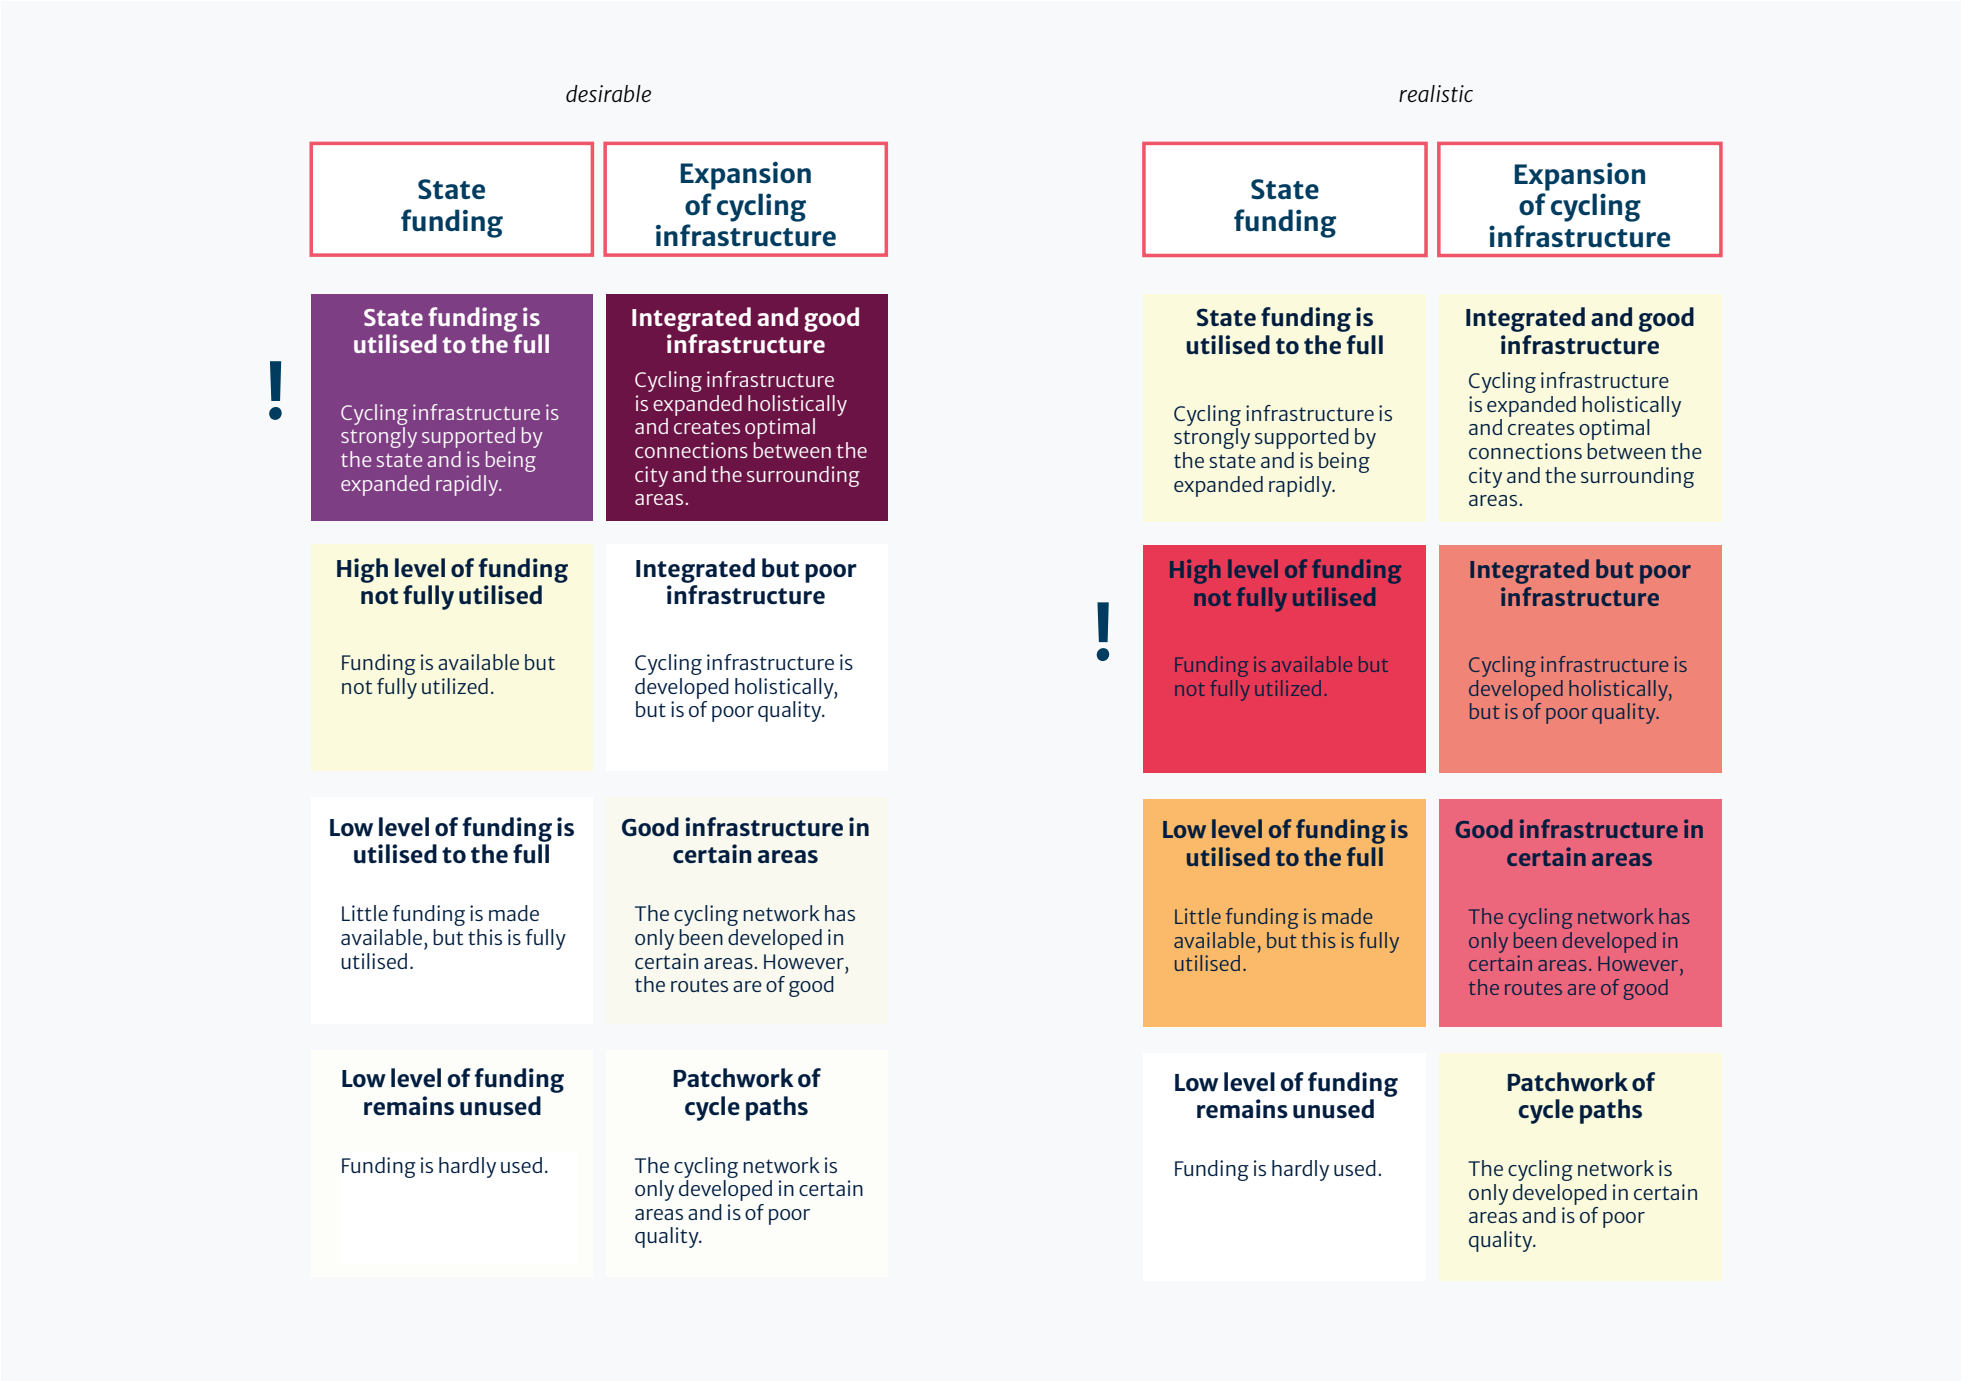 desirable
State
funding
Expansion
of cycling
infrastructure
!
State funding is
utilised to the full
Cycling infrastructure is
strongly supported by
the state and is being
expanded rapidly.
Integrated and good
infrastructure
Cycling infrastructure
is expanded holistically
and creates optimal
connections between the
city and the surrounding
areas.
High level of funding
not fully utilised
Funding is available but
not fully utilized.
Integrated but poor
infrastructure
Cycling infrastructure is
developed holistically,
but is of poor quality.
Low level of funding is
utilised to the full
Little funding is made
available, but this is fully
utilised.
Good infrastructure in
certain areas
The cycling network has
only been developed in
certain areas. However,
the routes are of good
Low level of funding
remains unused
Funding is hardly used.
Patchwork of
cycle paths
The cycling network is
only developed in certain
areas and is of poor
quality.
realistic
State
funding
Expansion
of cycling
infrastructure
State funding is
utilised to the full
Cycling infrastructure is
strongly supported by
the state and is being
expanded rapidly.
Integrated and good
infrastructure
Cycling infrastructure
is expanded holistically
and creates optimal
connections between the
city and the surrounding
areas.
!
High level of funding
not fully utilised
Funding is available but
not fully utilized.
Integrated but poor
infrastructure
Cycling infrastructure is
developed holistically,
but is of poor quality.
Low level of funding is
utilised to the full
Little funding is made
available, but this is fully
utilised.
Good infrastructure in
certain areas
The cycling network has
only been developed in
certain areas. However,
the routes are of good
Low level of funding
remains unused
Funding is hardly used.
Patchwork of
cycle paths
The cycling network is
only developed in certain
areas and is of poor
quality.